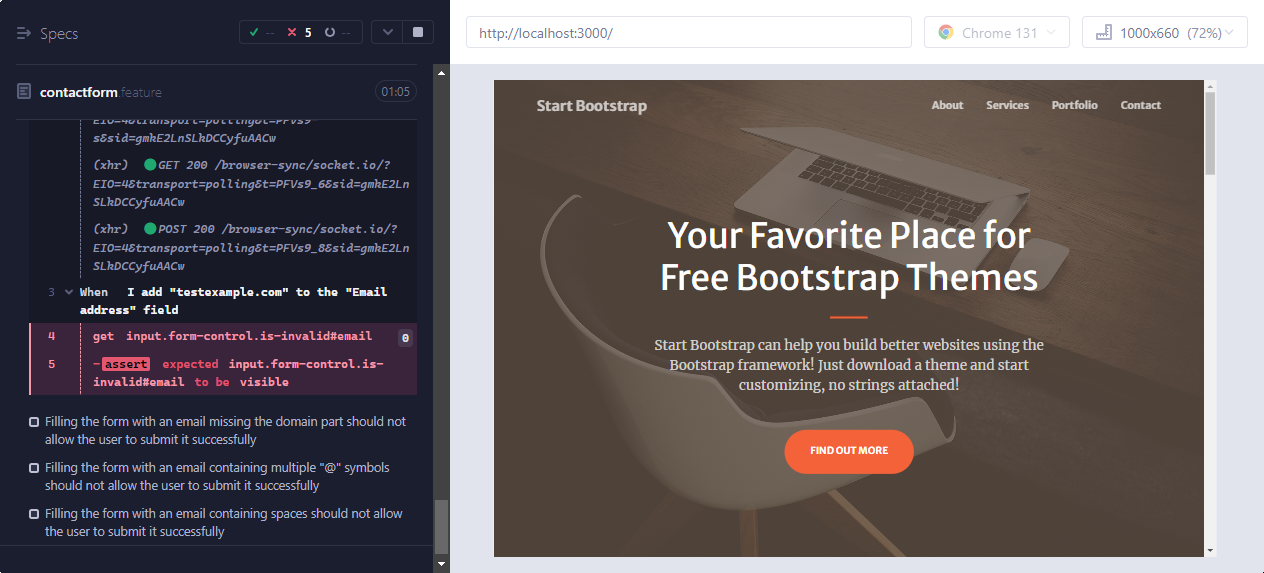 Specs
-- 5 --
contactform.feature
01:05
EIO=4&transport=polling&t=PFVs9-
s&sid=gmkE2LnSLkDCCyfuAACw
(xhr) GET 200 /browser-sync/socket.io/?
EIO=4&transport=polling&t=PFVs9_6&sid=gmkE2Ln
SLkDCCyfuAACw
(xhr) POST 200 /browser-sync/socket.io/?
EIO=4&transport=polling&t=PFVs9_8&sid=gmkE2Ln
SLkDCCyfuAACw
3 When I add "testexample.com" to the "Email
address" field
4 get input.form-control.is-invalid#email 0
5 -assert expected input.form-control.is-
invalid#email to be visible
Filling the form with an email missing the domain part should not
allow the user to submit it successfully
Filling the form with an email containing multiple "@" symbols
should not allow the user to submit it successfully
Filling the form with an email containing spaces should not allow
the user to submit it successfully
http://localhost:3000/
Chrome 131
1000x660 (72%)
Start Bootstrap
About Services Portfolio Contact
Your Favorite Place for
Free Bootstrap Themes
Start Bootstrap can help you build better websites using the
Bootstrap framework! Just download a theme and start
customizing, no strings attached!
FIND OUT MORE